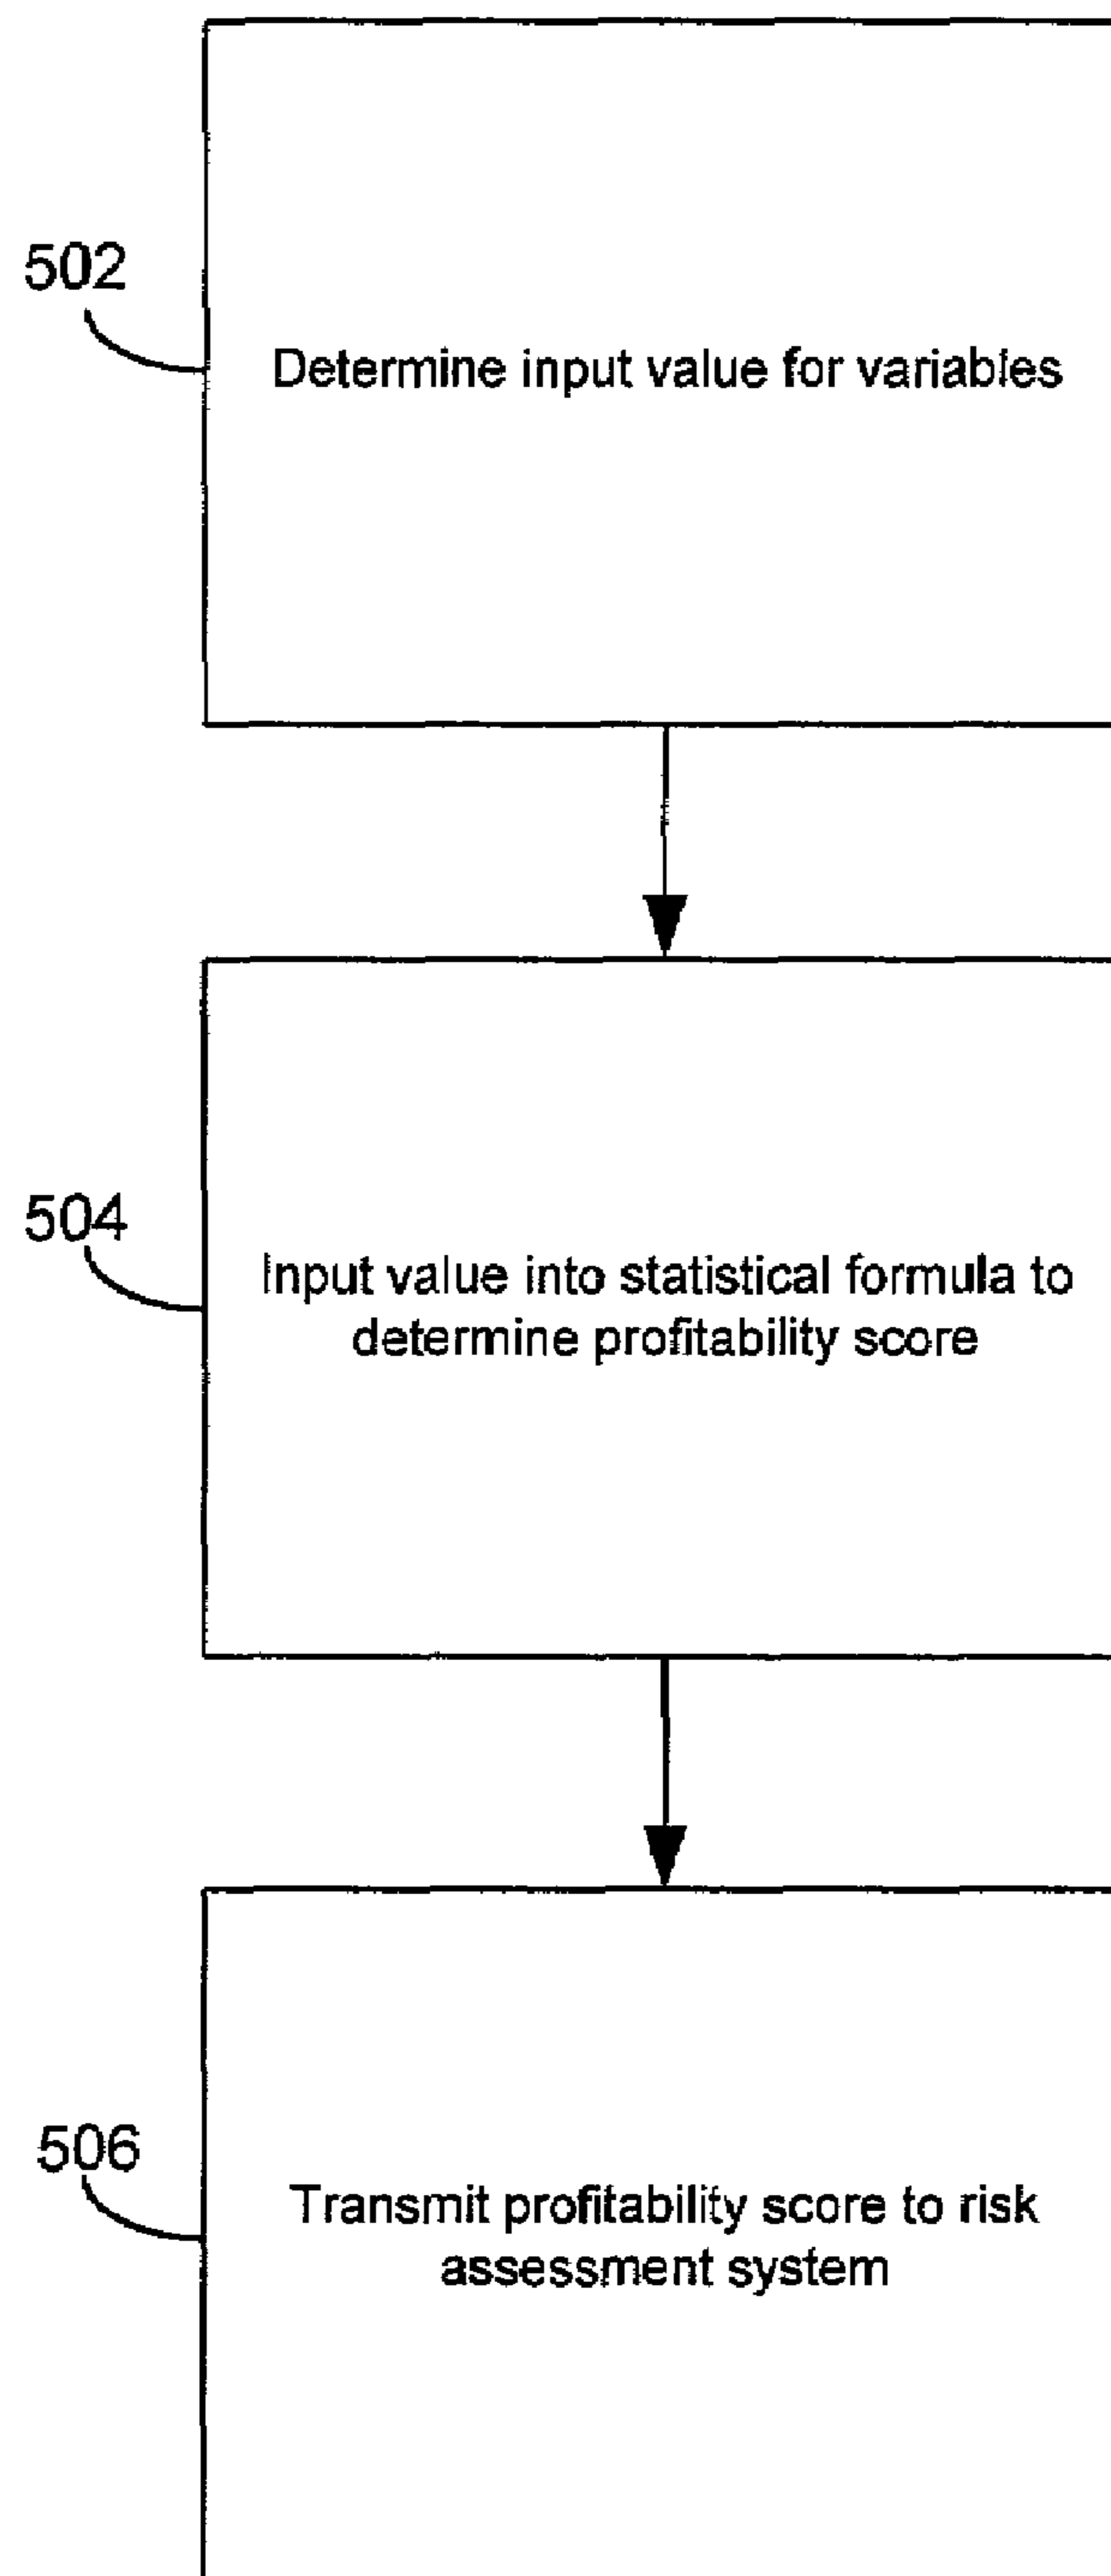 502
Determine input value for variables
504
Input value into statistical formula to
determine profitability score
506
Transmit profitability score to risk
assessment system